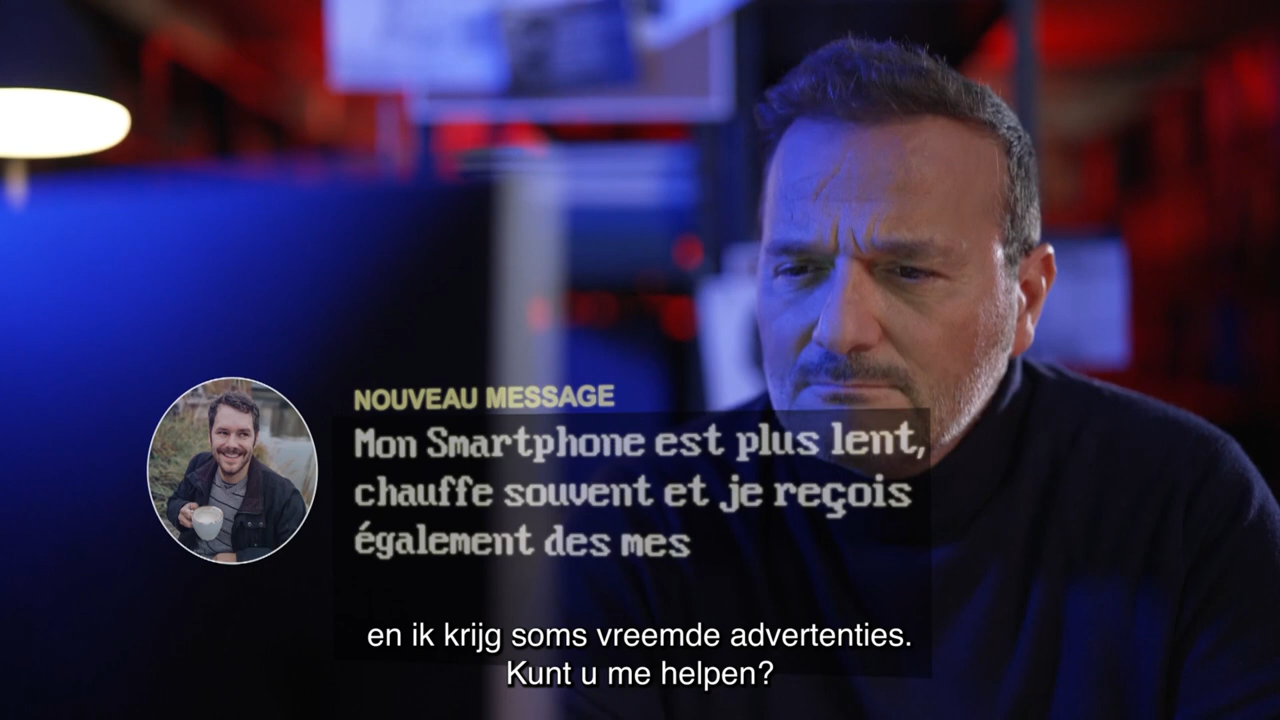 NOUVEAU MESSAGE
Mon Smartphone est plus lent,
chauffe souvent et je reçois
également des mes
en ik krijg soms vreemde advertenties.
Kunt u me helpen?